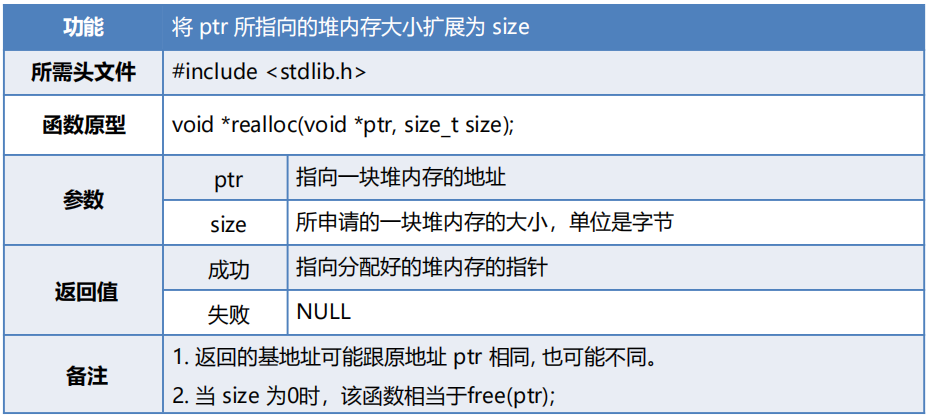 功能 将 ptr 所指向的堆内存大小扩展为 size
所需头文件 #include <stdlib.h>
函数原型 void *realloc(void *ptr, size_t size);
参数 ptr 指向一块堆内存的地址
size 所申请的一块堆内存的大小，单位是字节
返回值 成功 指向分配好的堆内存的指针
失败 NULL
备注 1. 返回的基地址可能跟原地址 ptr 相同, 也可能不同。
2. 当 size 为0时，该函数相当于free(ptr);